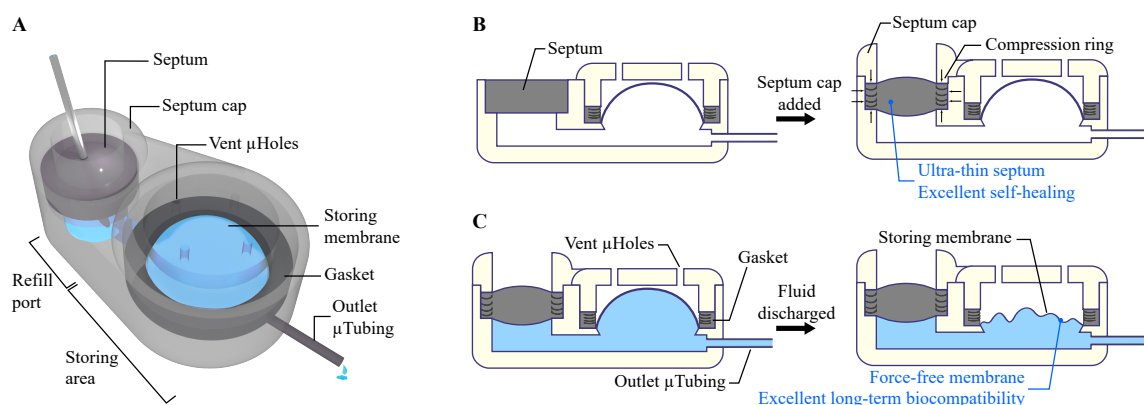 A
Septum
Septum cap
Vent µHoles
Storing
membrane
Gasket
Outlet
µTubing
Refill
port
Storing
area
B
Septum
Septum cap
added
Septum cap
Compression ring
Ultra-thin septum
Excellent self-healing
C
Vent µHoles
Gasket
Fluid
discharged
Outlet µTubing
Storing membrane
Force-free membrane
Excellent long-term biocompatibility